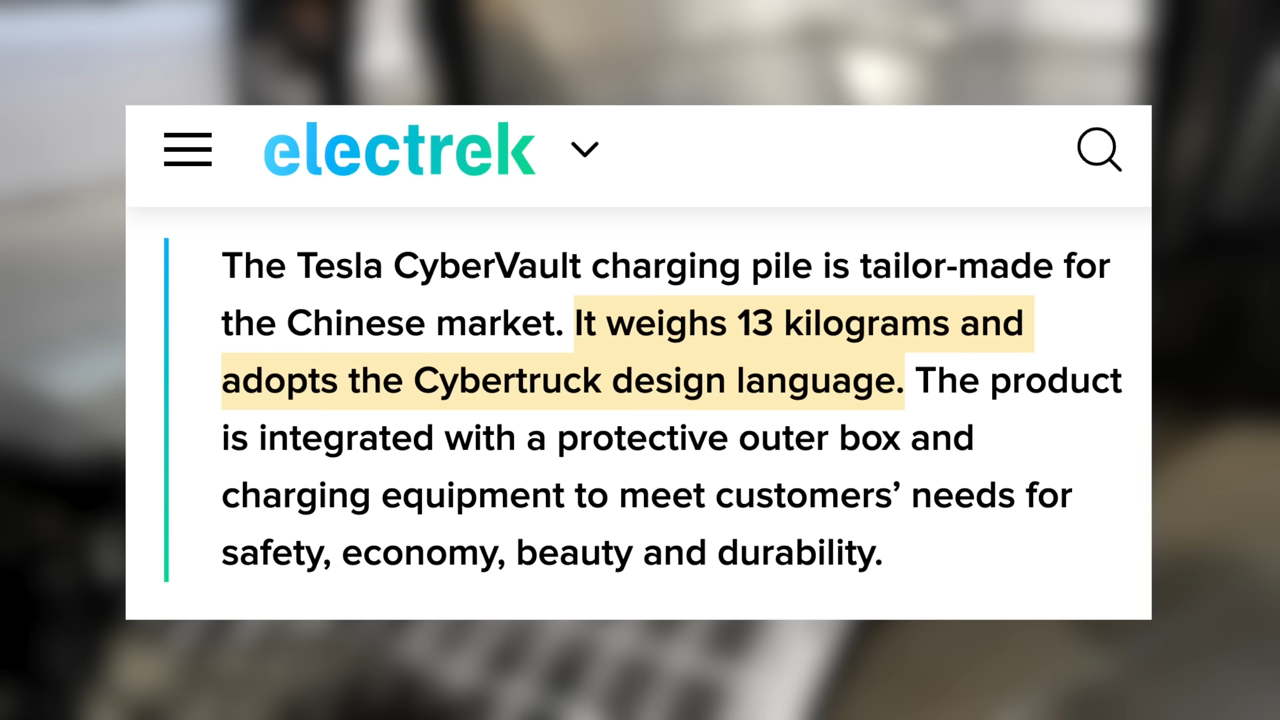 electrek
The Tesla CyberVault charging pile is tailor-made for
the Chinese market. It weighs 13 kilograms and
adopts the Cybertruck design language. The product
is integrated with a protective outer box and
charging equipment to meet customers’ needs for
safety, economy, beauty and durability.